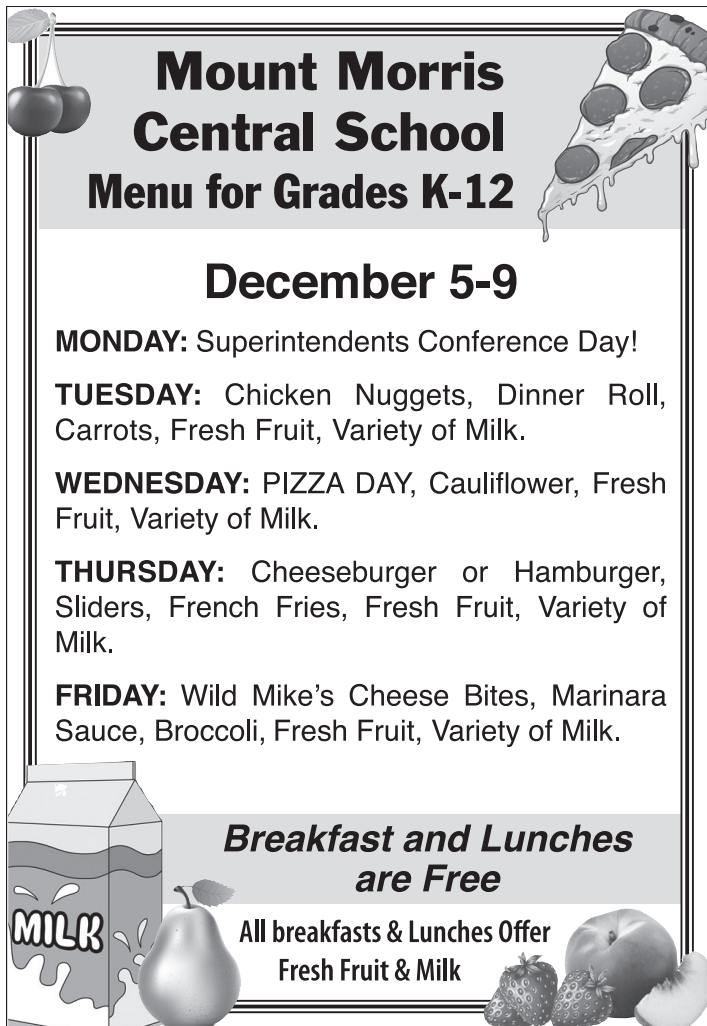 Mount Morris
Central School
Menu for Grades K-12
December 5-9
MONDAY: Superintendents Conference Day!
TUESDAY: Chicken Nuggets, Dinner Roll,
Carrots, Fresh Fruit, Variety of Milk.
WEDNESDAY: PIZZA DAY, Cauliflower, Fresh
Fruit, Variety of Milk.
THURSDAY: Cheeseburger or Hamburger,
Sliders, French Fries, Fresh Fruit, Variety of
Milk.
FRIDAY: Wild Mike's Cheese Bites, Marinara
Sauce, Broccoli, Fresh Fruit, Variety of Milk.
Breakfast and Lunches
are Free
MILK
All breakfasts & Lunches Offer
Fresh Fruit & Milk